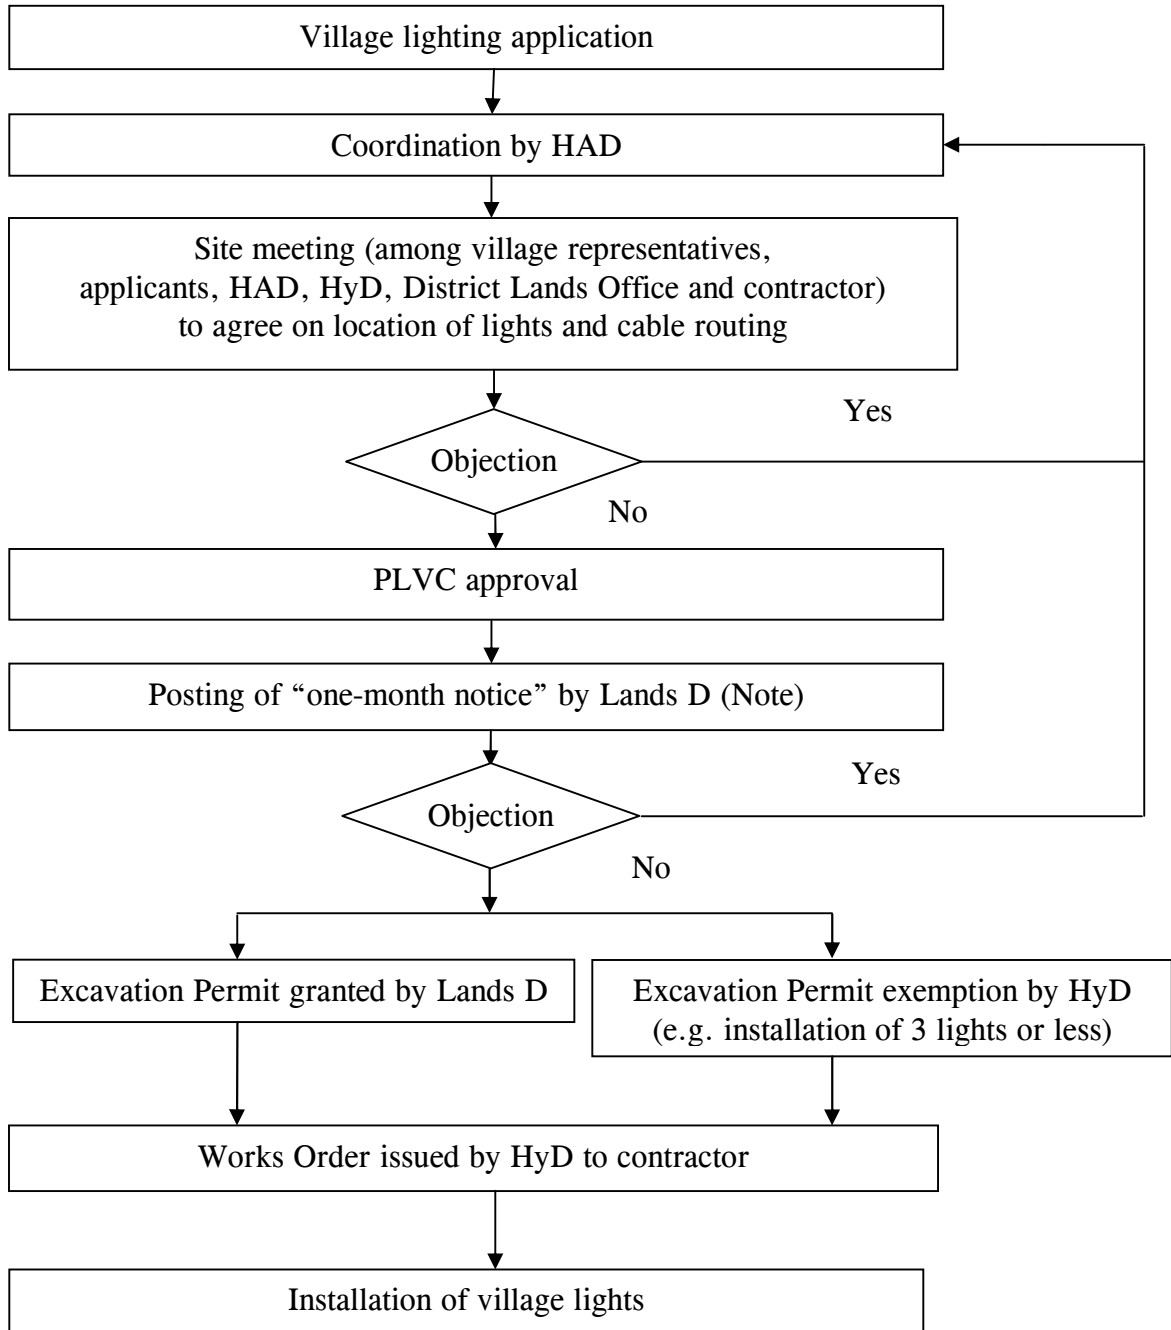 Village lighting application
Coordination by HAD
Site meeting (among village representatives,
applicants, HAD, HyD, District Lands Office and contractor)
to agree on location of lights and cable routing
Yes
Objection
No
PLVC approval
Posting of “one-month notice” by Lands D (Note)
Yes
Objection
No
Excavation Permit granted by Lands D
Excavation Permit exemption by HyD
(e.g. installation of 3 lights or less)
Works Order issued by HyD to contractor
Installation of village lights